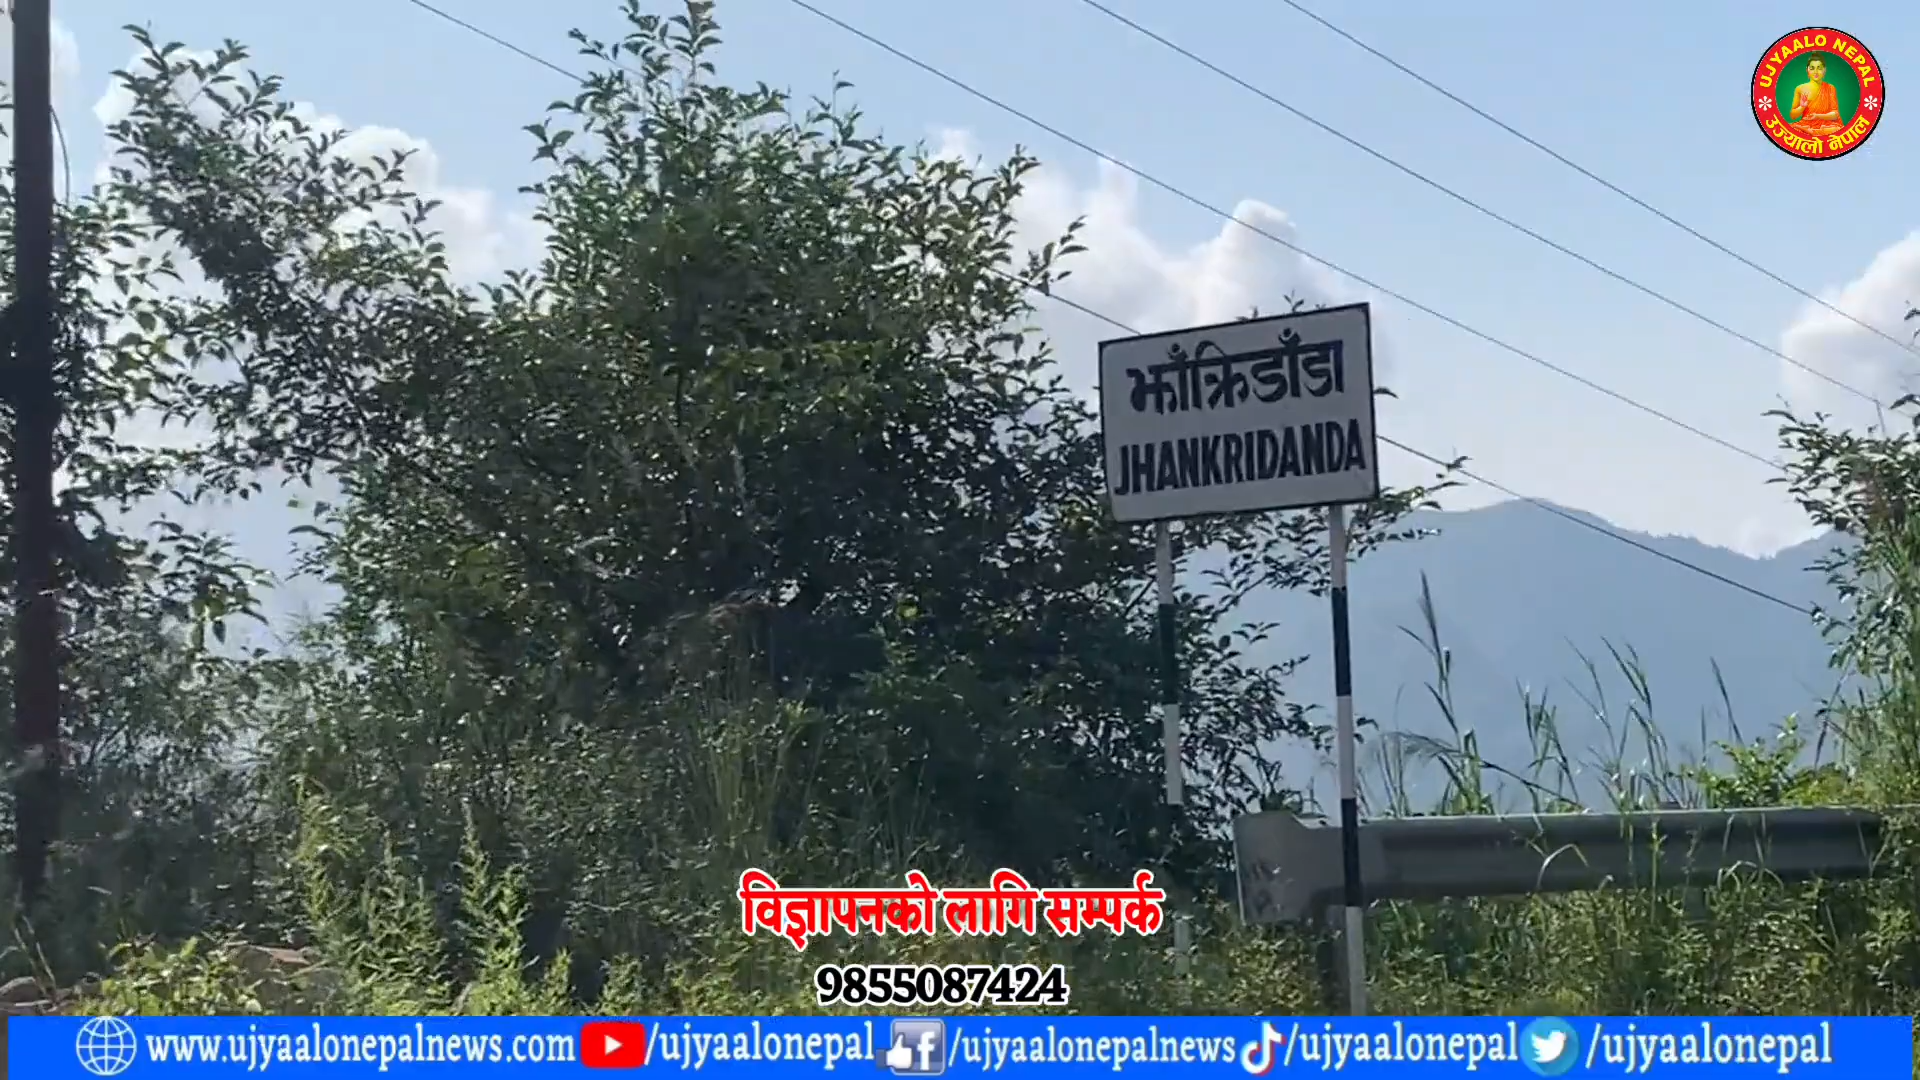 UJYAALO NEPAL
उज्यालो नेपाल
झाँक्रिडाँडा
JHANKRIDANDA
विज्ञापनको लागि सम्पर्क
9855087424
www.ujyaalonepalnews.com /ujyaalonepal /ujyaalonepalnews /ujyaalonepal /ujyaalonepal